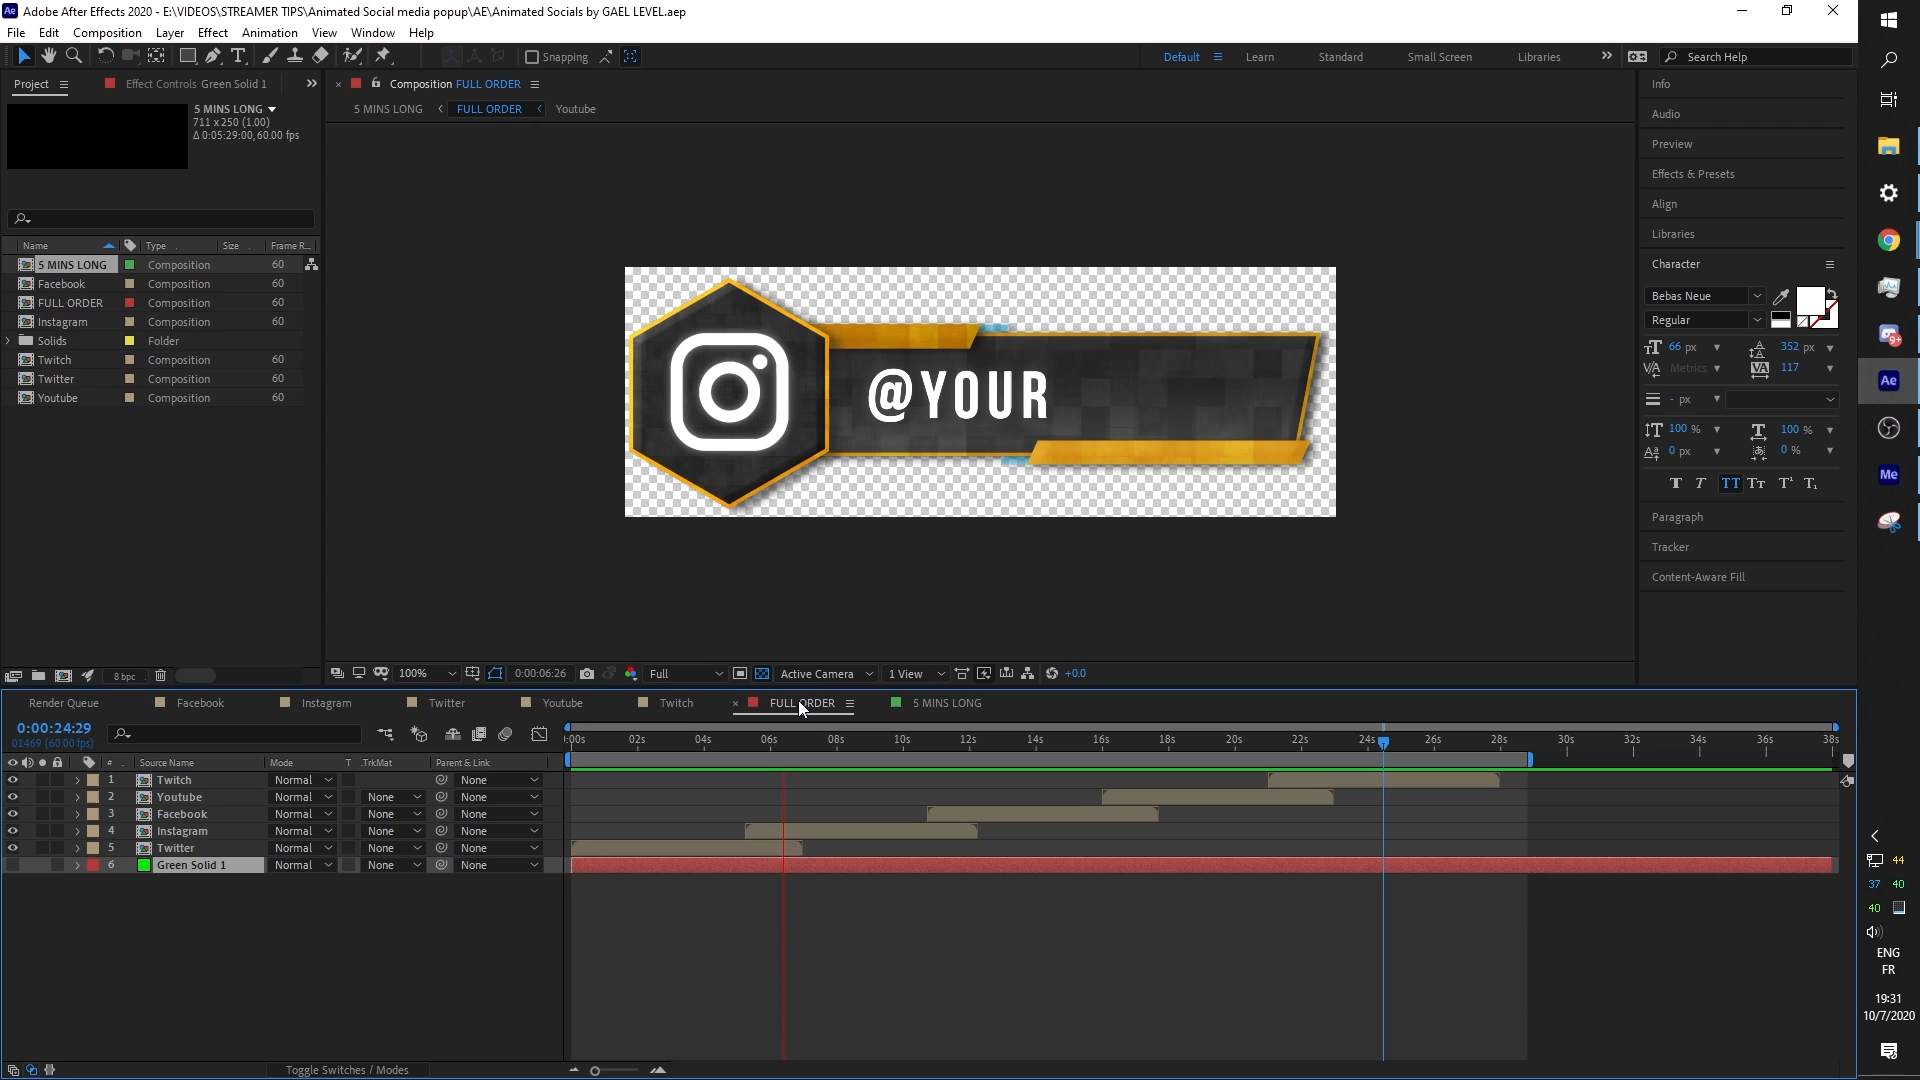 Adobe After Effects 2020 - E:\VIDEOS\STREAMER TIPS\Animated Social media popup\AE\Animated Socials by GAEL LEVEL.aep
File Edit Composition Layer Effect Animation View Window Help
Snapping
Default Learn Standard Small Screen Libraries Search Help
Project Effect Controls Green Solid 1
Composition FULL ORDER
5 MINS LONG FULL ORDER Youtube
5 MINS LONG
711 x 250 (1.00)
Δ 0:05:29:00, 60.00 fps
Name Type Size Frame R...
5 MINS LONG Composition 60
Facebook Composition 60
FULL ORDER Composition 60
Instagram Composition 60
Solids Folder
Twitch Composition 60
Twitter Composition 60
Youtube Composition 60
8 bpc
@YOUR
100% 0:00:06:26 Full Active Camera 1 View +0.0
Info
Audio
Preview
Effects & Presets
Align
Libraries
Character
Bebas Neue
Regular
66 px 352 px
Metrics 117
- px
100 % 100 %
0 px 0 %
Paragraph
Tracker
Content-Aware Fill
Render Queue Facebook Instagram Twitter Youtube Twitch FULL ORDER 5 MINS LONG
0:00:24:29
01469 (60.00 fps)
:00s 02s 04s 06s 08s 10s 12s 14s 16s 18s 20s 22s 24s 26s 28s 30s 32s 34s 36s 38s
# Source Name Mode T .TrkMat Parent & Link
1 Twitch Normal None
2 Youtube Normal None None
3 Facebook Normal None None
4 Instagram Normal None None
5 Twitter Normal None None
6 Green Solid 1 Normal None None
Toggle Switches / Modes
Ae
9+
Me
44
37 40
40
ENG
FR
19:31
10/7/2020